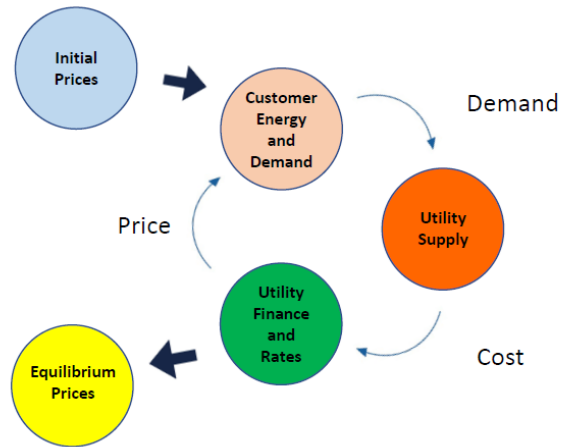 Initial
Prices
Customer
Energy
and
Demand
Demand
Utility
Supply
Price
Utility
Finance
and
Rates
Cost
Equilibrium
Prices